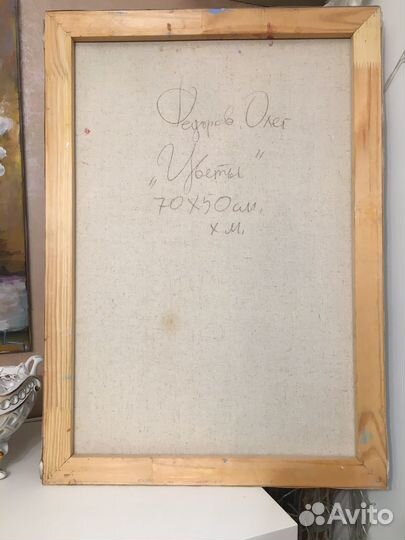 Федоров Олег
„Цветы"
70х50см.
х.м.
Avito